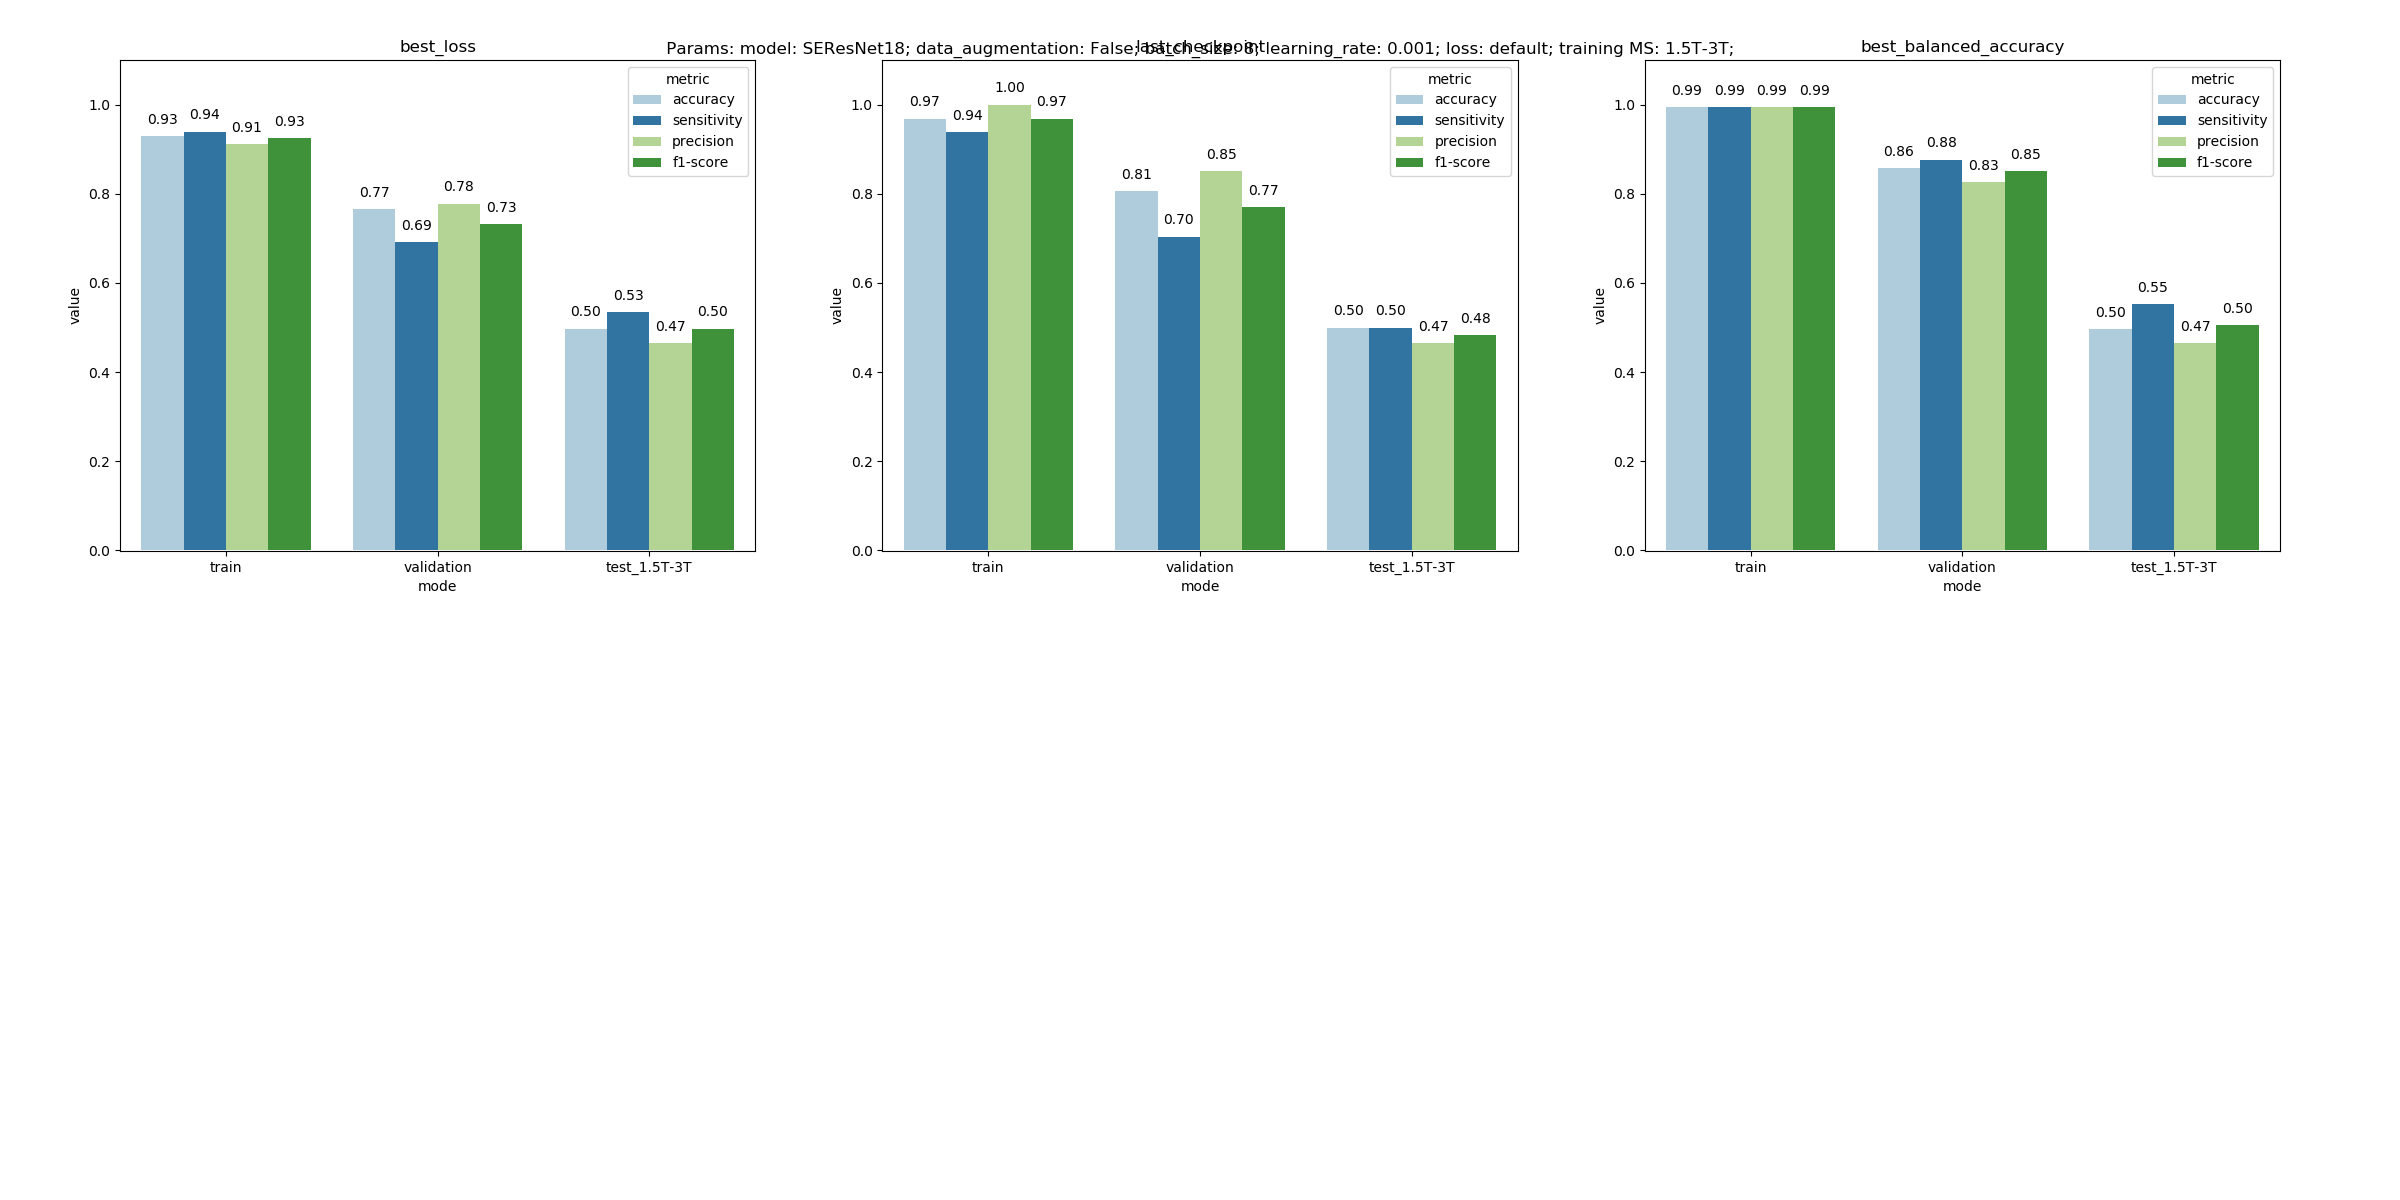 best_loss
Params: model: SEResNet18; data_augmentation: False; batch_size: 8; learning_rate: 0.001; loss: default; training MS: 1.5T-3T;
last_checkpoint
best_balanced_accuracy
metric
accuracy
sensitivity
precision
f1-score
0.93 0.94 0.91 0.93
0.77 0.69 0.78 0.73
0.50 0.53 0.47 0.50
1.0
0.8
0.6
0.4
0.2
0.0
value
train validation test_1.5T-3T
mode
metric
accuracy
sensitivity
precision
f1-score
0.97 0.94 1.00 0.97
0.81 0.70 0.85 0.77
0.50 0.50 0.47 0.48
1.0
0.8
0.6
0.4
0.2
0.0
value
train validation test_1.5T-3T
mode
metric
accuracy
sensitivity
precision
f1-score
0.99 0.99 0.99 0.99
0.86 0.88 0.83 0.85
0.50 0.55 0.47 0.50
1.0
0.8
0.6
0.4
0.2
0.0
value
train validation test_1.5T-3T
mode